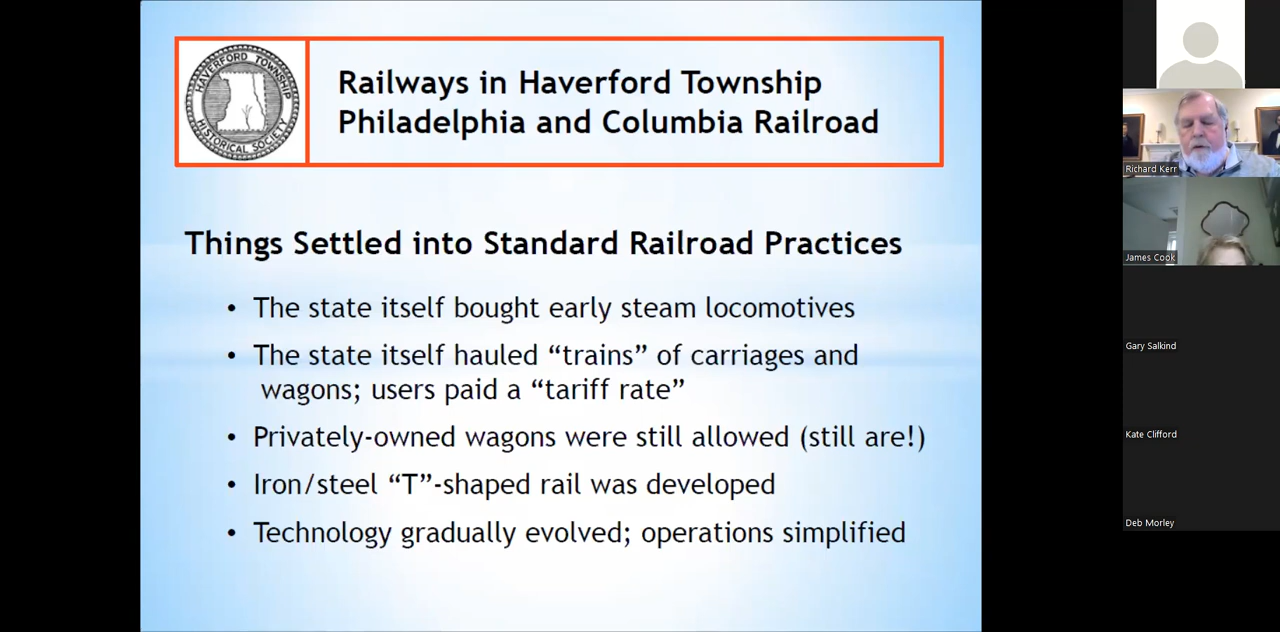 HAVERFORD TOWNSHIP
HISTORICAL SOCIETY
Railways in Haverford Township
Philadelphia and Columbia Railroad
Things Settled into Standard Railroad Practices
• The state itself bought early steam locomotives
• The state itself hauled “trains” of carriages and
wagons; users paid a “tariff rate”
• Privately-owned wagons were still allowed (still are!)
• Iron/steel “T”-shaped rail was developed
• Technology gradually evolved; operations simplified
Richard Kerr
James Cook
Gary Salkind
Kate Clifford
Deb Morley